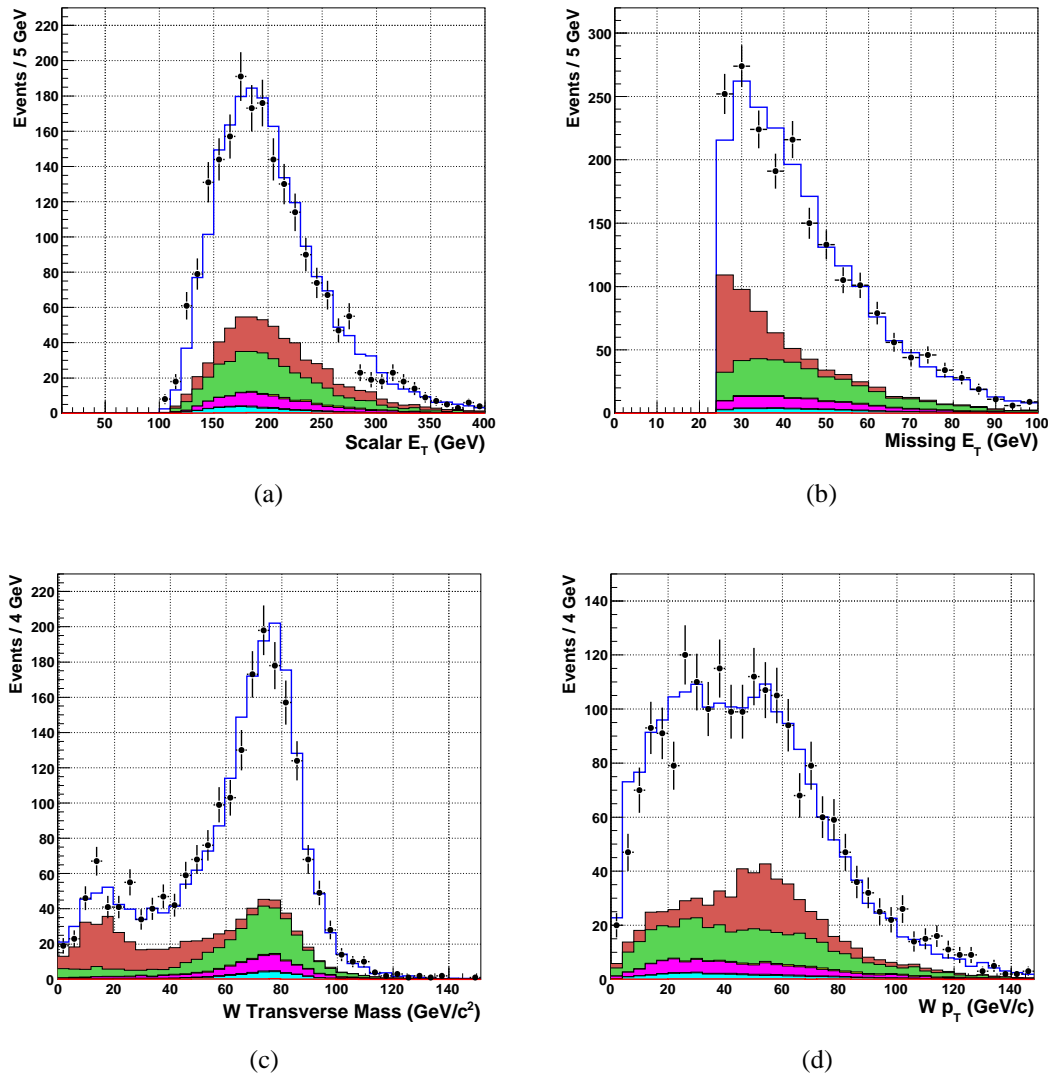 Events / 5 GeV
220
200
180
160
140
120
100
80
60
40
20
0
50 100 150 200 250 300 350 400
Scalar E_T (GeV)
(a)
Events / 5 GeV
300
250
200
150
100
50
0
0 10 20 30 40 50 60 70 80 90 100
Missing E_T (GeV)
(b)
Events / 4 GeV
220
200
180
160
140
120
100
80
60
40
20
0
0 20 40 60 80 100 120 140
W Transverse Mass (GeV/c²)
(c)
Events / 4 GeV
140
120
100
80
60
40
20
0
0 20 40 60 80 100 120 140
W p_T (GeV/c)
(d)